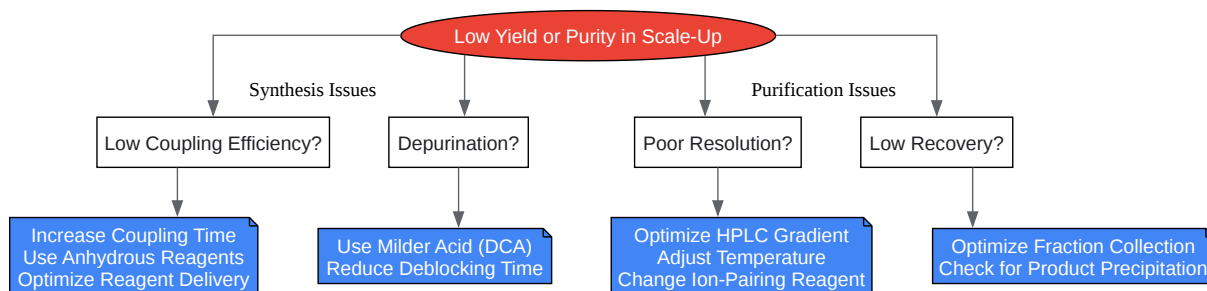 Low Yield or Purity in Scale-Up
Synthesis Issues
Purification Issues
Low Coupling Efficiency?
Depurination?
Poor Resolution?
Low Recovery?
Increase Coupling Time
Use Anhydrous Reagents
Optimize Reagent Delivery
Use Milder Acid (DCA)
Reduce Deblocking Time
Optimize HPLC Gradient
Adjust Temperature
Change Ion-Pairing Reagent
Optimize Fraction Collection
Check for Product Precipitation